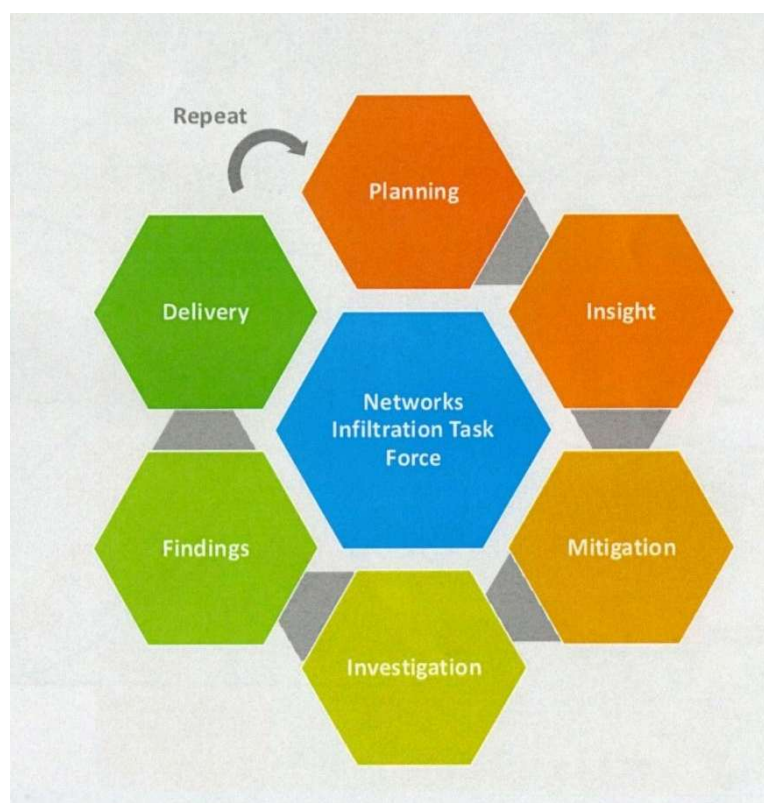 Repeat
Planning
Insight
Mitigation
Investigation
Findings
Delivery
Networks
Infiltration Task
Force